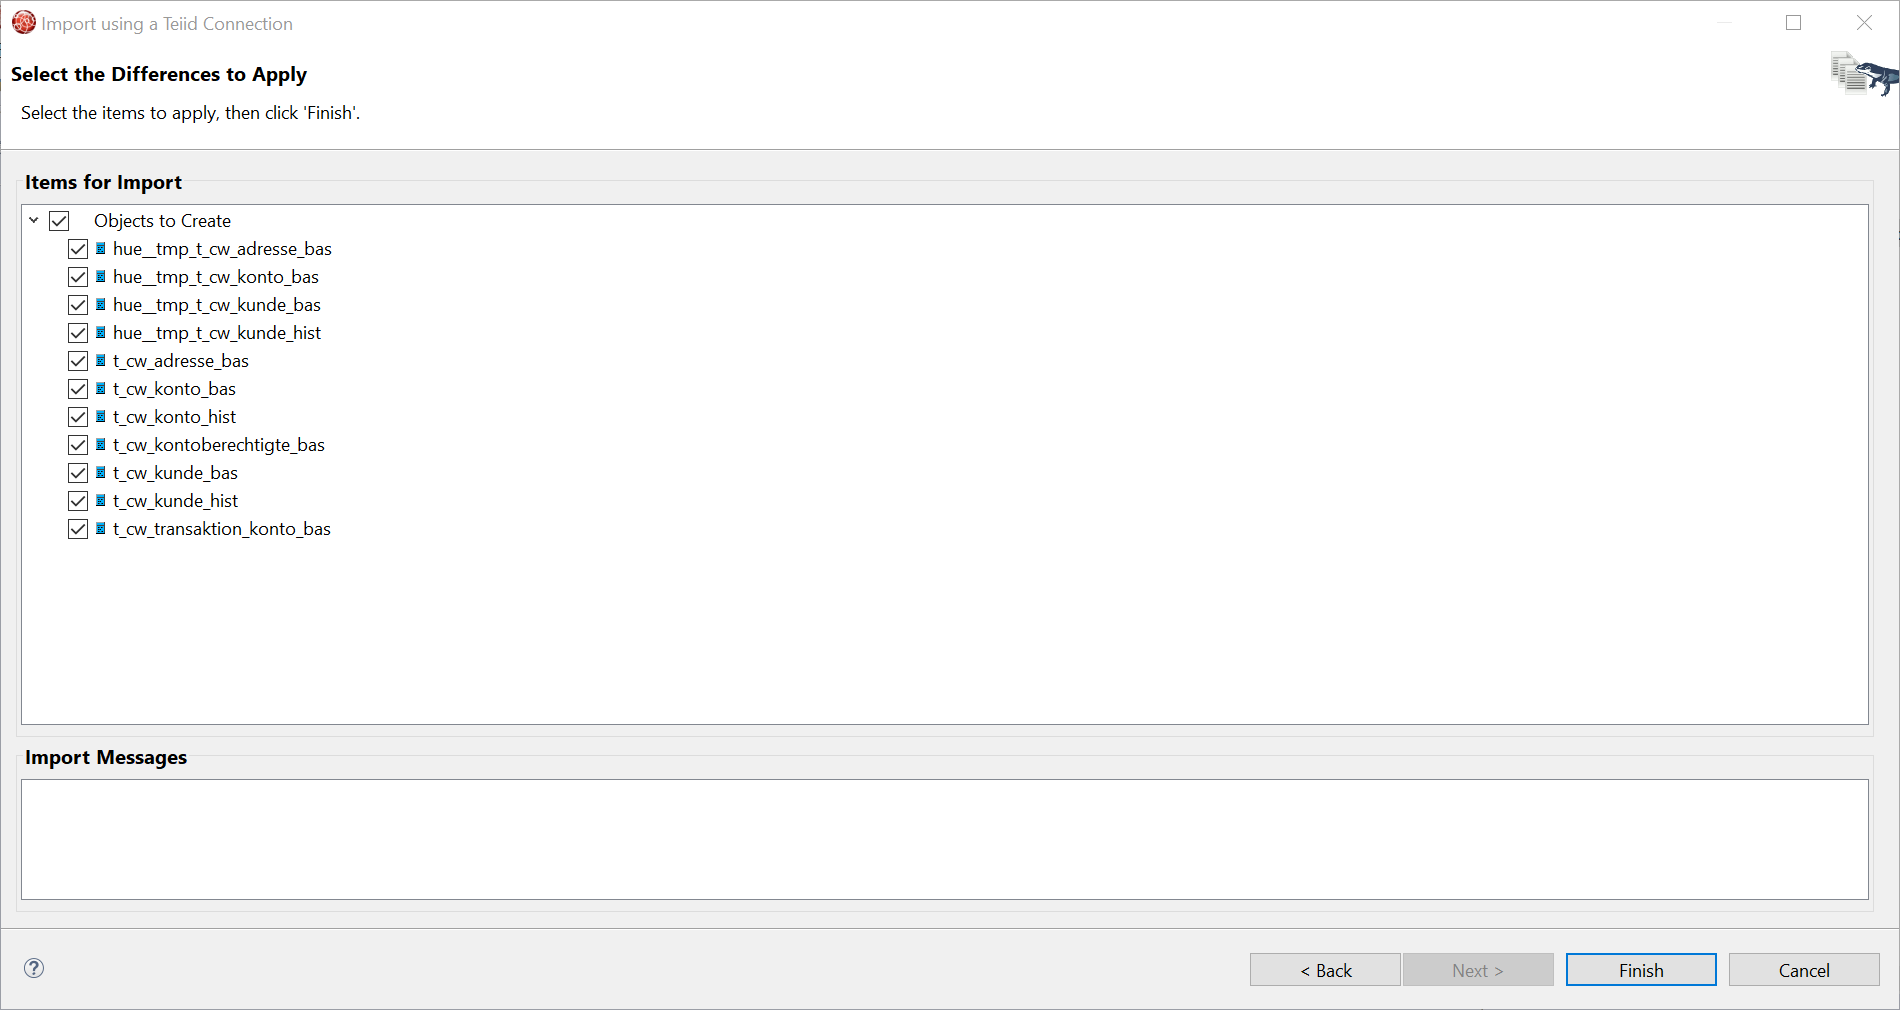 Import using a Teiid Connection
Select the Differences to Apply
Select the items to apply, then click 'Finish'.
Items for Import
Objects to Create
hue__tmp_t_cw_adresse_bas
hue__tmp_t_cw_konto_bas
hue__tmp_t_cw_kunde_bas
hue__tmp_t_cw_kunde_hist
t_cw_adresse_bas
t_cw_konto_bas
t_cw_konto_hist
t_cw_kontoberechtigte_bas
t_cw_kunde_bas
t_cw_kunde_hist
t_cw_transaktion_konto_bas
Import Messages
? < Back Next > Finish Cancel